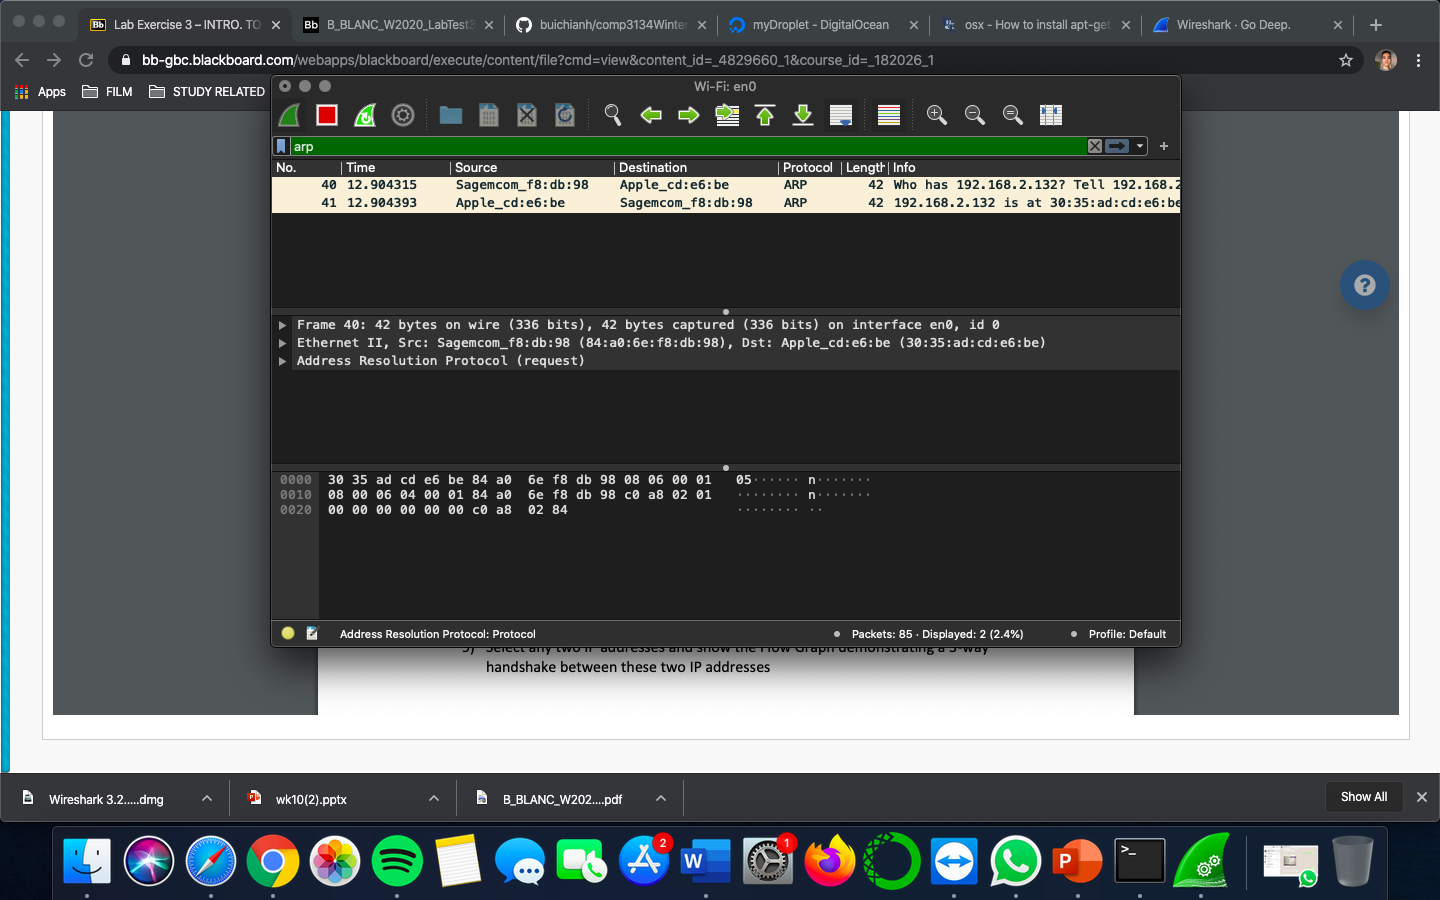 Lab Exercise 3 – INTRO. TO
B_BLANC_W2020_LabTest3
buichianh/comp3134Winter
myDroplet - DigitalOcean
osx - How to install apt-get
Wireshark · Go Deep.
bb-gbc.blackboard.com/webapps/blackboard/execute/content/file?cmd=view&content_id=_4829660_1&course_id=_182026_1
Apps FILM STUDY RELATED
Wi-Fi: en0
arp
No. Time Source Destination Protocol Length Info
40 12.904315 Sagemcom_f8:db:98 Apple_cd:e6:be ARP 42 Who has 192.168.2.132? Tell 192.168.2
41 12.904393 Apple_cd:e6:be Sagemcom_f8:db:98 ARP 42 192.168.2.132 is at 30:35:ad:cd:e6:be
Frame 40: 42 bytes on wire (336 bits), 42 bytes captured (336 bits) on interface en0, id 0
Ethernet II, Src: Sagemcom_f8:db:98 (84:a0:6e:f8:db:98), Dst: Apple_cd:e6:be (30:35:ad:cd:e6:be)
Address Resolution Protocol (request)
0000 30 35 ad cd e6 be 84 a0 6e f8 db 98 08 06 00 01 05······ n·······
0010 08 00 06 04 00 01 84 a0 6e f8 db 98 c0 a8 02 01 ········ n·······
0020 00 00 00 00 00 00 c0 a8 02 84 ········ ··
Address Resolution Protocol: Protocol
Packets: 85 · Displayed: 2 (2.4%)
Profile: Default
9) Select any two IP addresses and show the Flow Graph demonstrating a 3-way
handshake between these two IP addresses
Wireshark 3.2.....dmg
wk10(2).pptx
B_BLANC_W202....pdf
Show All
2
1